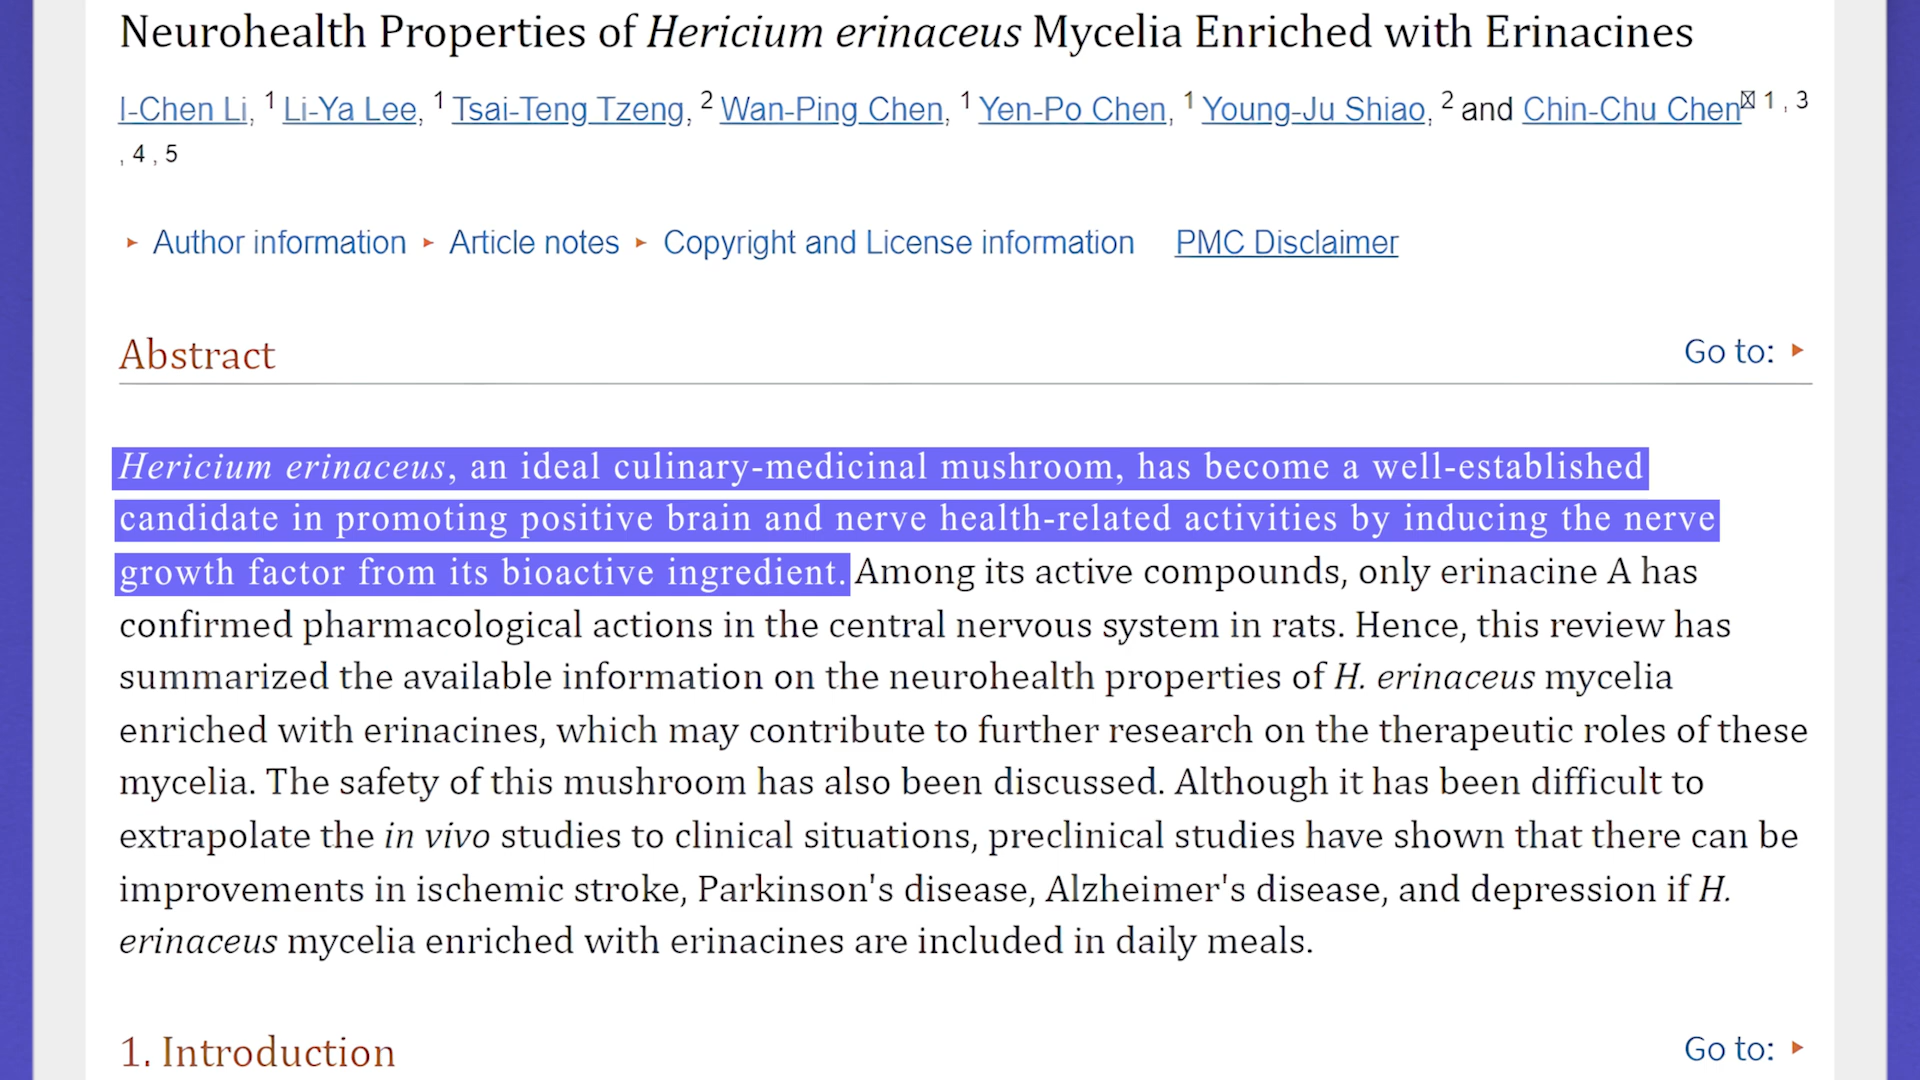 Neurohealth Properties of Hericium erinaceus Mycelia Enriched with Erinacines
I-Chen Li, 1 Li-Ya Lee, 1 Tsai-Teng Tzeng, 2 Wan-Ping Chen, 1 Yen-Po Chen, 1 Young-Ju Shiao, 2 and Chin-Chu Chen 1 , 3
, 4 , 5
Author information Article notes Copyright and License information PMC Disclaimer
Abstract Go to:
Hericium erinaceus, an ideal culinary-medicinal mushroom, has become a well-established
candidate in promoting positive brain and nerve health-related activities by inducing the nerve
growth factor from its bioactive ingredient. Among its active compounds, only erinacine A has
confirmed pharmacological actions in the central nervous system in rats. Hence, this review has
summarized the available information on the neurohealth properties of H. erinaceus mycelia
enriched with erinacines, which may contribute to further research on the therapeutic roles of these
mycelia. The safety of this mushroom has also been discussed. Although it has been difficult to
extrapolate the in vivo studies to clinical situations, preclinical studies have shown that there can be
improvements in ischemic stroke, Parkinson's disease, Alzheimer's disease, and depression if H.
erinaceus mycelia enriched with erinacines are included in daily meals.
1. Introduction Go to: